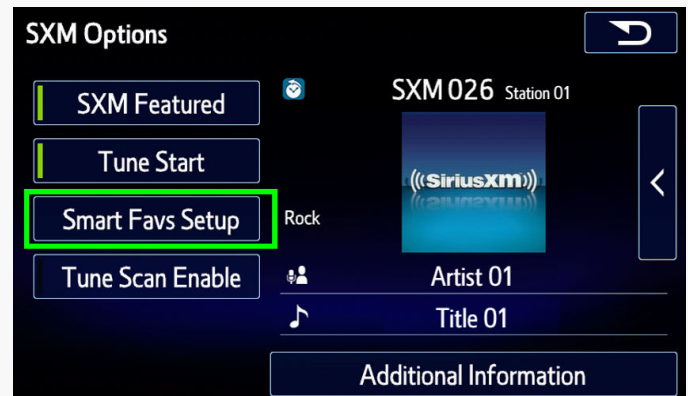 SXM Options
SXM Featured
Tune Start
Smart Favs Setup
Tune Scan Enable
SXM 026 Station 01
((SiriusXM))
Rock
Artist 01
Title 01
Additional Information